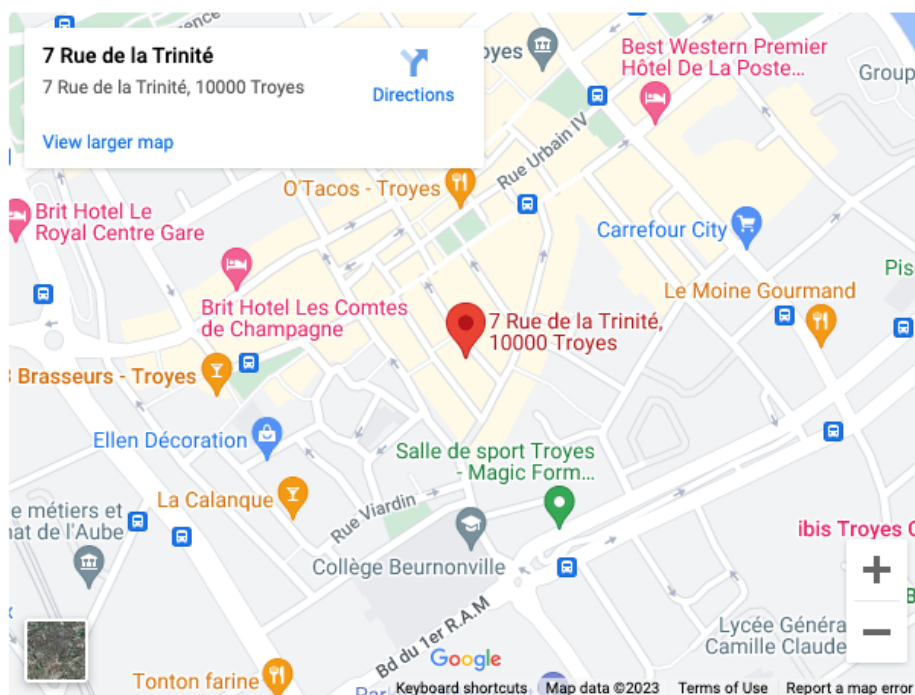 7 Rue de la Trinité
7 Rue de la Trinité, 10000 Troyes
Directions
View larger map
oyes
Best Western Premier
Hôtel De La Poste...
Group
Rue Urbain IV
O'Tacos - Troyes
Brit Hotel Le
Royal Centre Gare
Carrefour City
Pis
Brit Hotel Les Comtes
de Champagne
Le Moine Gourmand
7 Rue de la Trinité,
10000 Troyes
3 Brasseurs - Troyes
Ellen Décoration
Salle de sport Troyes
- Magic Form...
La Calanque
Rue Viardin
e métiers et
nat de l'Aube
ibis Troyes C
Collège Beurnonville
+
B
Bd du 1er R.A.M
Lycée Généra
Camille Claude
−
Google
Tonton farine
Par
Keyboard shortcuts
Map data ©2023
Terms of Use
Report a map error